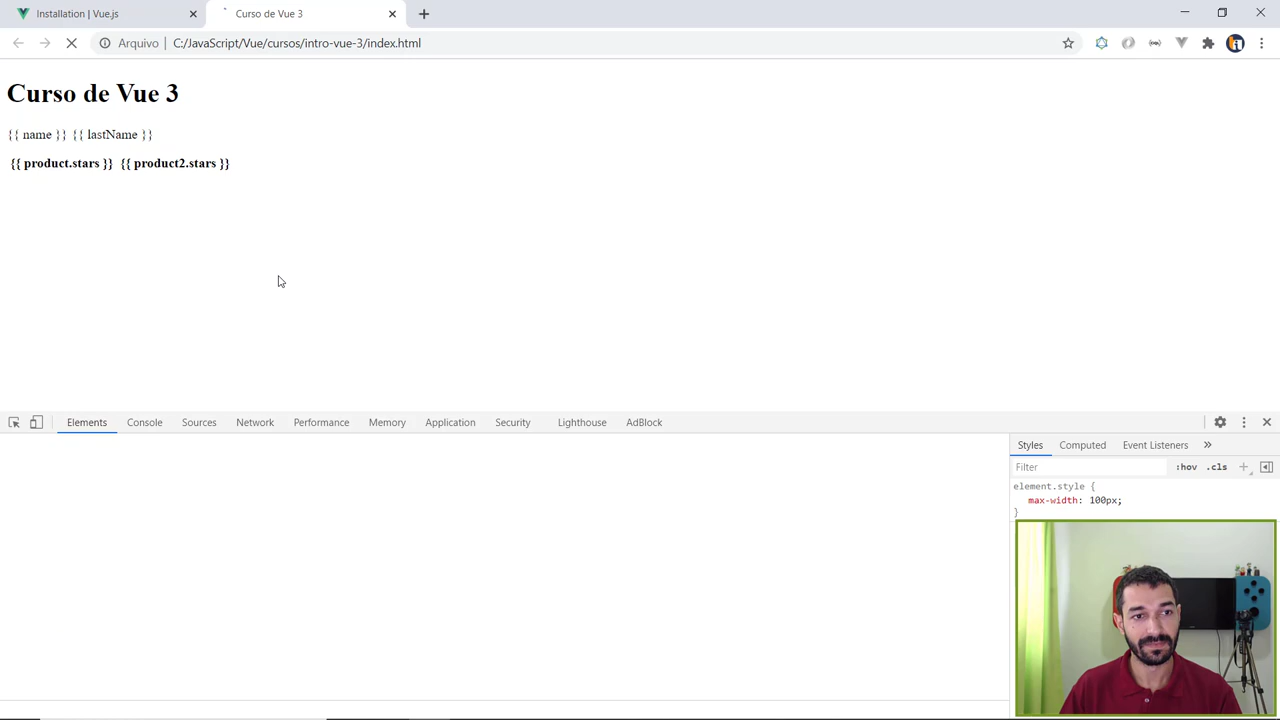 Installation | Vue.js
Curso de Vue 3
Arquivo C:/JavaScript/Vue/cursos/intro-vue-3/index.html
Curso de Vue 3
{{ name }} {{ lastName }}
{{ product.stars }} {{ product2.stars }}
Elements Console Sources Network Performance Memory Application Security Lighthouse AdBlock
Styles Computed Event Listeners »
Filter :hov .cls +
element.style {
max-width: 100px;
}